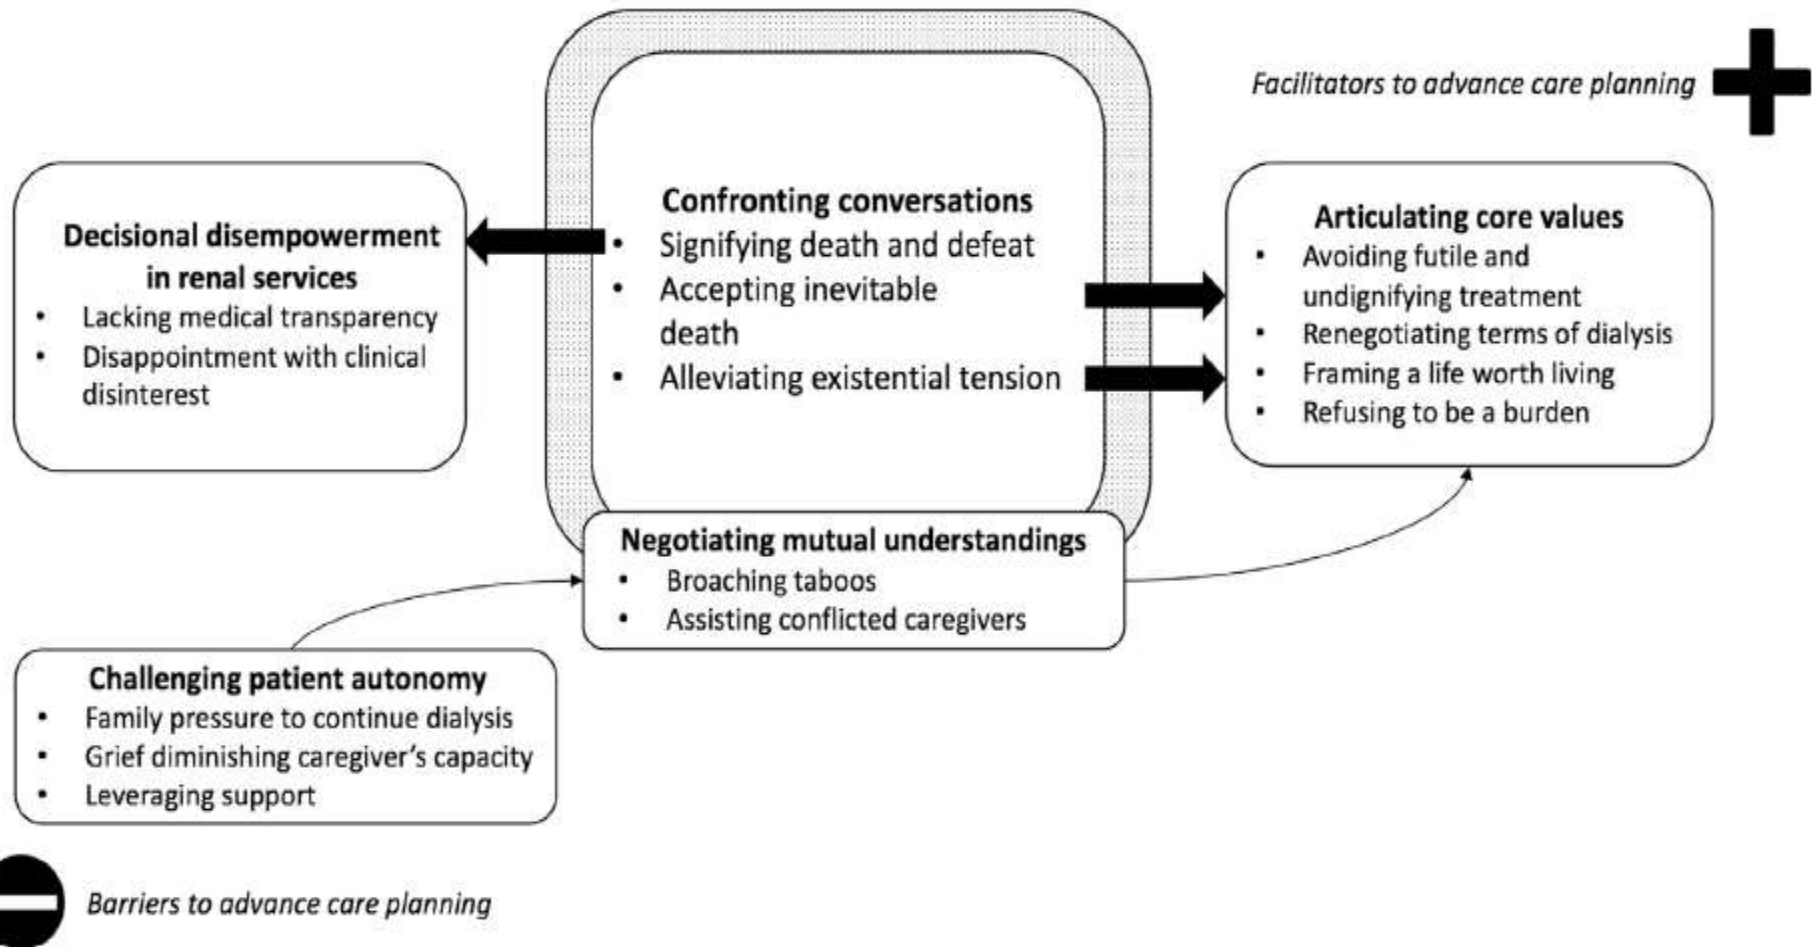 Facilitators to advance care planning
Decisional disempowerment
in renal services
• Lacking medical transparency
• Disappointment with clinical
disinterest
Confronting conversations
• Signifying death and defeat
• Accepting inevitable
death
• Alleviating existential tension
Articulating core values
• Avoiding futile and
undignifying treatment
• Renegotiating terms of dialysis
• Framing a life worth living
• Refusing to be a burden
Negotiating mutual understandings
• Broaching taboos
• Assisting conflicted caregivers
Challenging patient autonomy
• Family pressure to continue dialysis
• Grief diminishing caregiver's capacity
• Leveraging support
Barriers to advance care planning